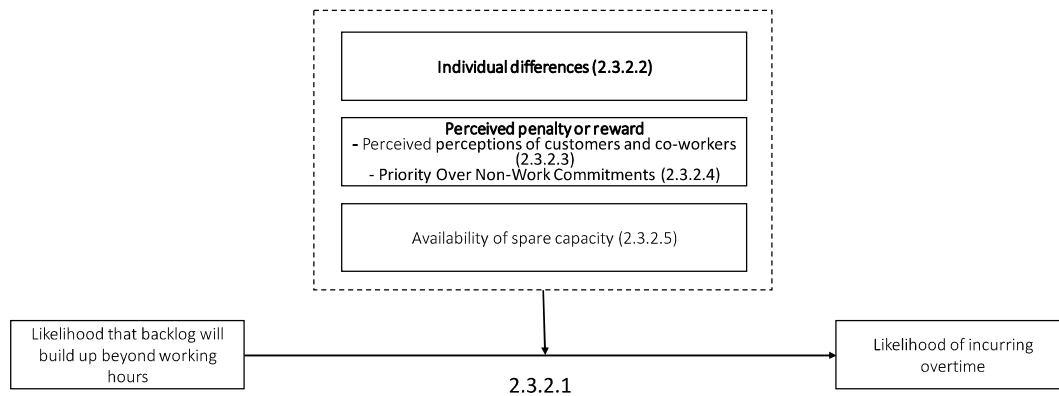 Individual differences (2.3.2.2)
Perceived penalty or reward
- Perceived perceptions of customers and co-workers
(2.3.2.3)
- Priority Over Non-Work Commitments (2.3.2.4)
Availability of spare capacity (2.3.2.5)
Likelihood that backlog will
build up beyond working
hours
2.3.2.1
Likelihood of incurring
overtime